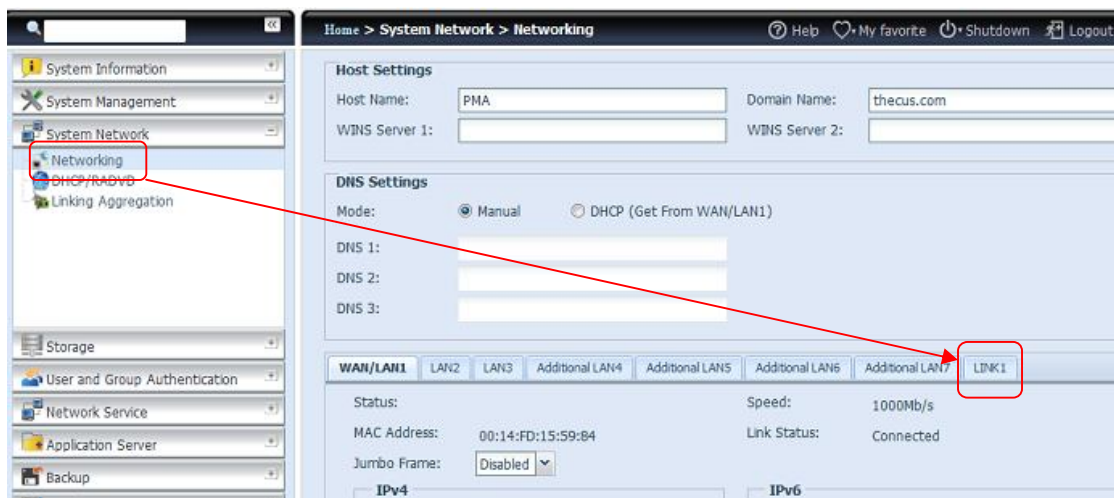 Home > System Network > Networking
Help My favorite Shutdown Logout
System Information
System Management
System Network
Networking
DHCP/RADVD
Linking Aggregation
Storage
User and Group Authentication
Network Service
Application Server
Backup
Host Settings
Host Name: PMA Domain Name: thecus.com
WINS Server 1: WINS Server 2:
DNS Settings
Mode: Manual DHCP (Get From WAN/LAN1)
DNS 1:
DNS 2:
DNS 3:
WAN/LAN1 LAN2 LAN3 Additional LAN4 Additional LAN5 Additional LAN6 Additional LAN7 LINK1
Status: Speed: 1000Mb/s
MAC Address: 00:14:FD:15:59:84 Link Status: Connected
Jumbo Frame: Disabled
IPv4 IPv6